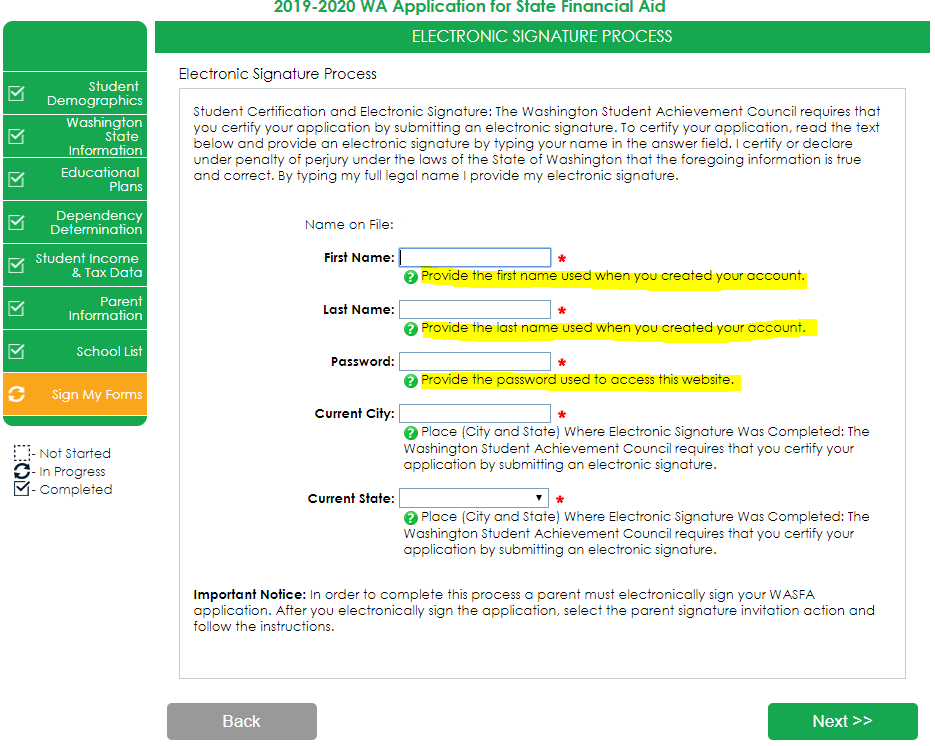 2019-2020 WA Application for State Financial Aid
ELECTRONIC SIGNATURE PROCESS
Student
Demographics
Washington
State
Information
Educational
Plans
Dependency
Determination
Student Income
& Tax Data
Parent
Information
School List
Sign My Forms
- Not Started
- In Progress
- Completed
Electronic Signature Process
Student Certification and Electronic Signature: The Washington Student Achievement Council requires that
you certify your application by submitting an electronic signature. To certify your application, read the text
below and provide an electronic signature by typing your name in the answer field. I certify or declare
under penalty of perjury under the laws of the State of Washington that the foregoing information is true
and correct. By typing my full legal name I provide my electronic signature.
Name on File:
First Name: *
? Provide the first name used when you created your account.
Last Name: *
? Provide the last name used when you created your account.
Password: *
? Provide the password used to access this website.
Current City: *
? Place (City and State) Where Electronic Signature Was Completed: The
Washington Student Achievement Council requires that you certify your
application by submitting an electronic signature.
Current State: *
? Place (City and State) Where Electronic Signature Was Completed: The
Washington Student Achievement Council requires that you certify your
application by submitting an electronic signature.
Important Notice: In order to complete this process a parent must electronically sign your WASFA
application. After you electronically sign the application, select the parent signature invitation action and
follow the instructions.
Back
Next >>